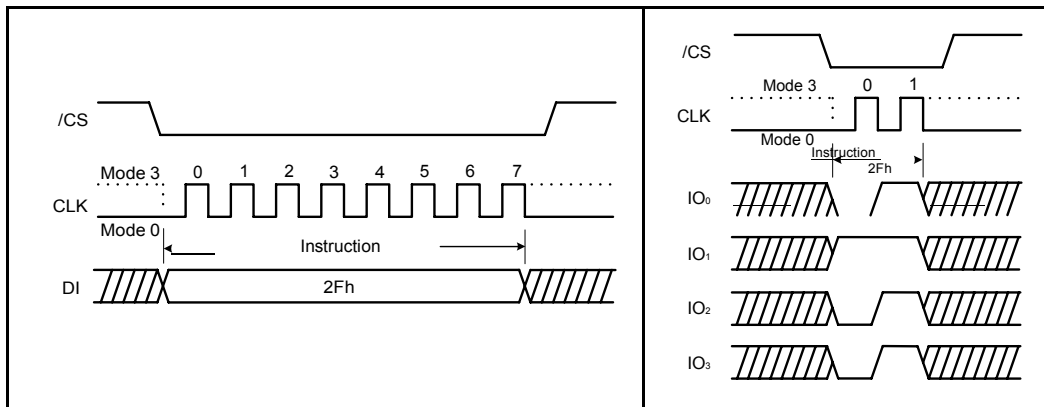 /CS
Mode 3
0 1 2 3 4 5 6 7
CLK
Mode 0
Instruction
DI
2Fh
/CS
Mode 3
0 1
CLK
Mode 0
Instruction
2Fh
IO₀
IO₁
IO₂
IO₃